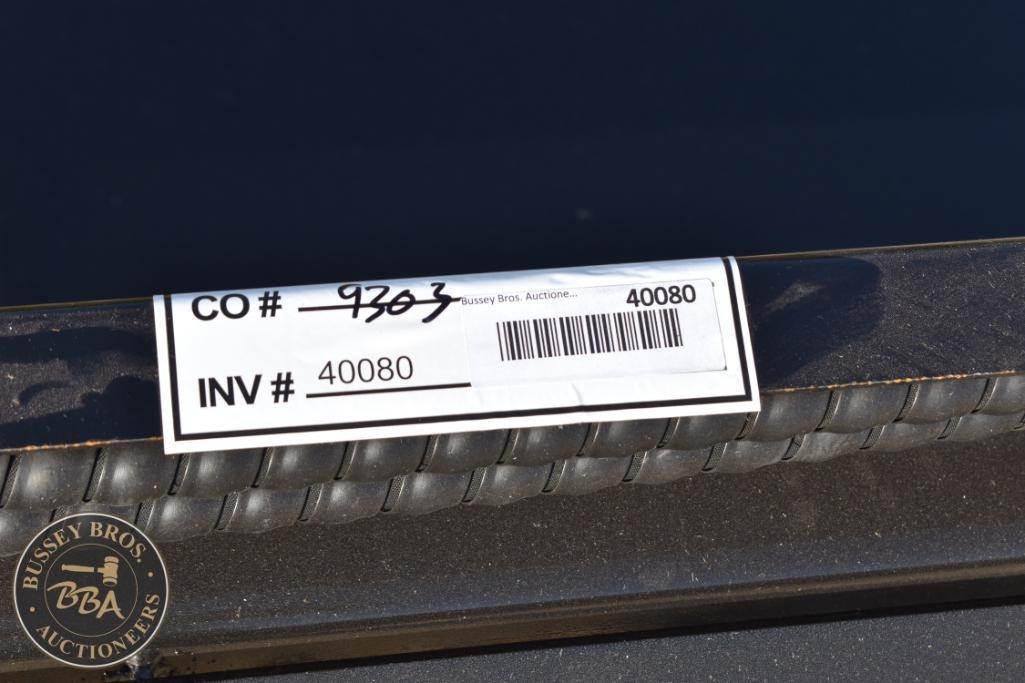 CO # 9303
Bussey Bros. Auctione...
40080
INV # 40080
BUSSEY BROS.
BBA
AUCTIONEERS